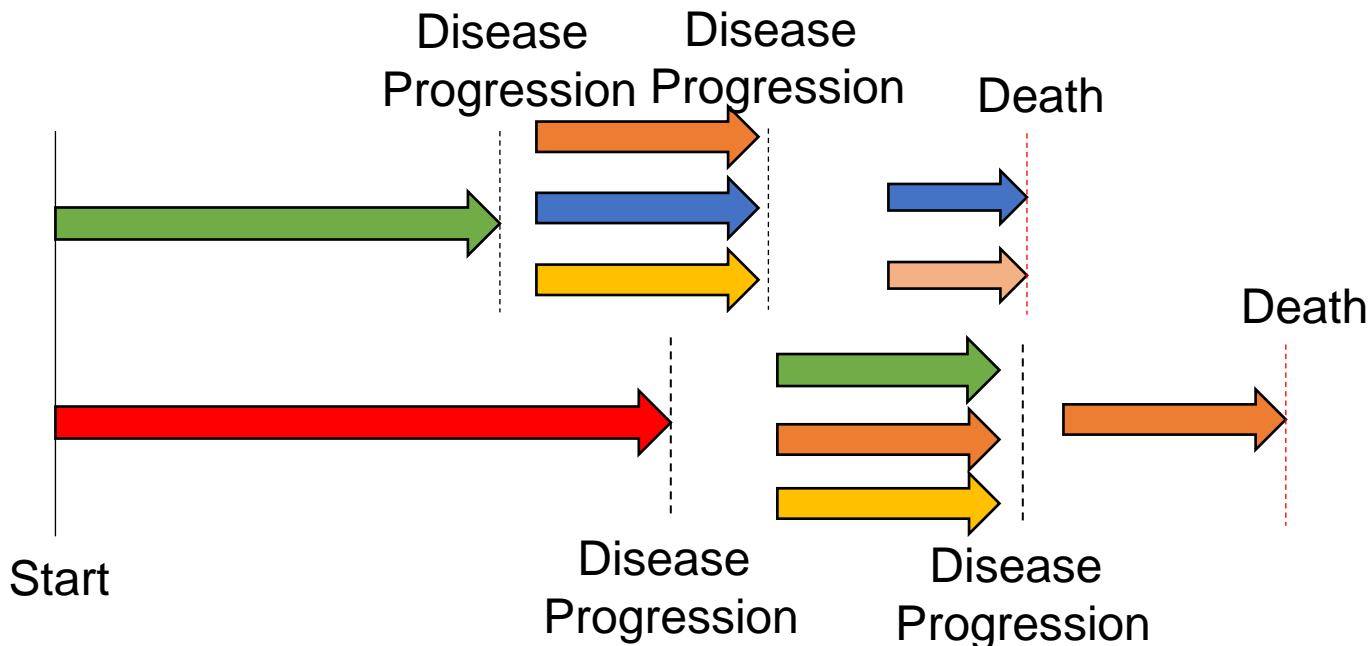 Disease
Progression
Disease
Progression
Death
Death
Start
Disease
Progression
Disease
Progression